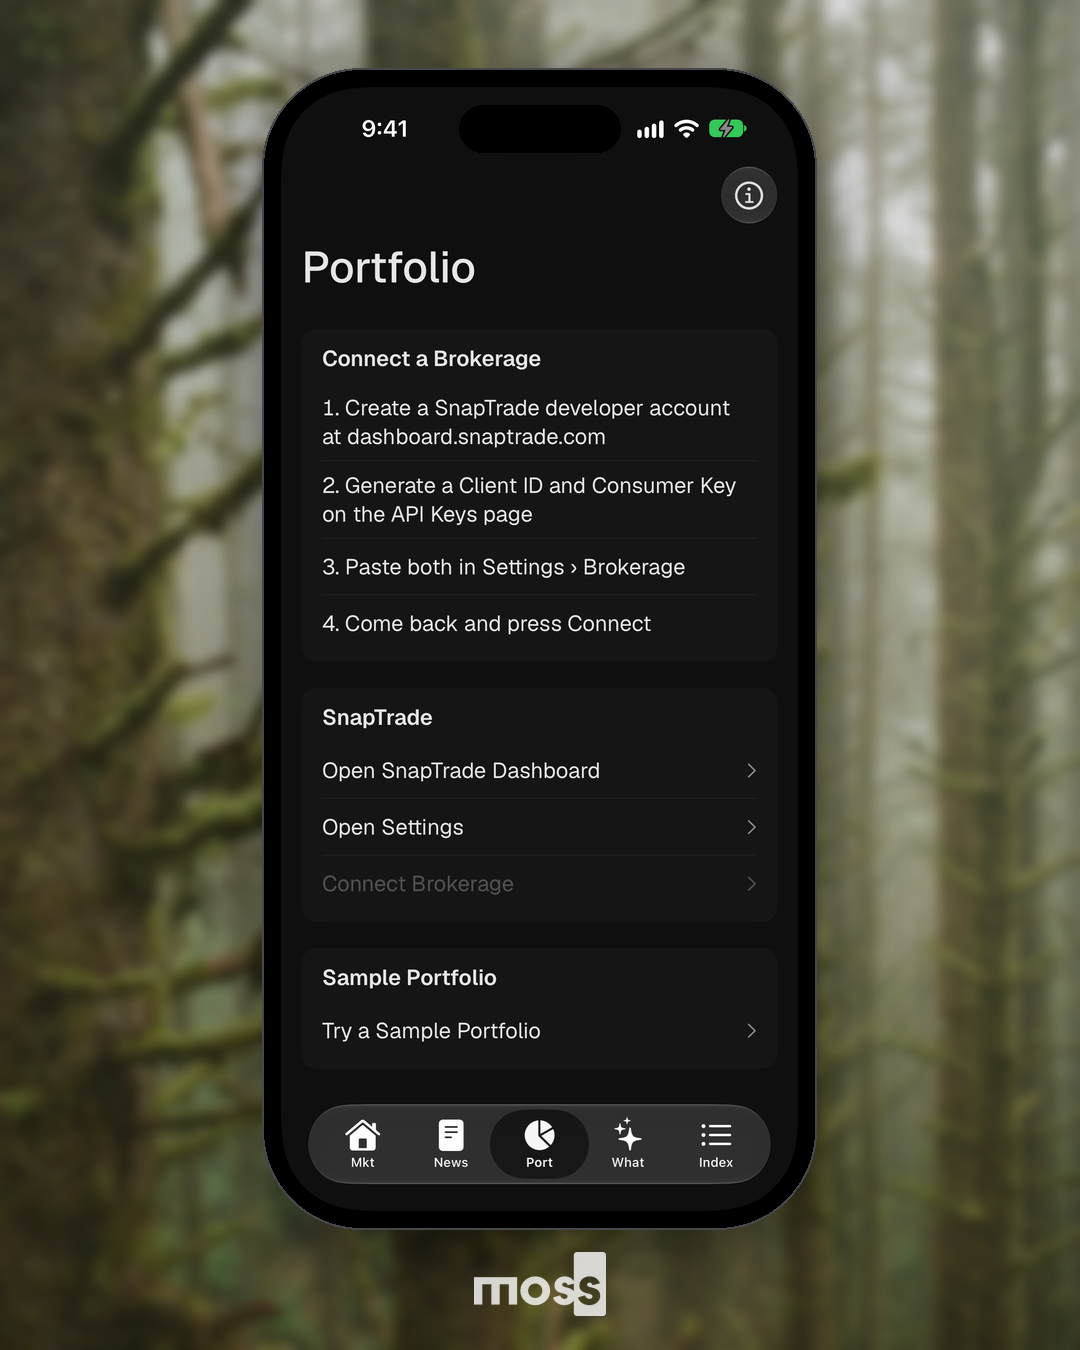 9:41
Portfolio
Connect a Brokerage
1. Create a SnapTrade developer account
at dashboard.snaptrade.com
2. Generate a Client ID and Consumer Key
on the API Keys page
3. Paste both in Settings › Brokerage
4. Come back and press Connect
SnapTrade
Open SnapTrade Dashboard
Open Settings
Connect Brokerage
Sample Portfolio
Try a Sample Portfolio
Mkt News Port What Index
moss